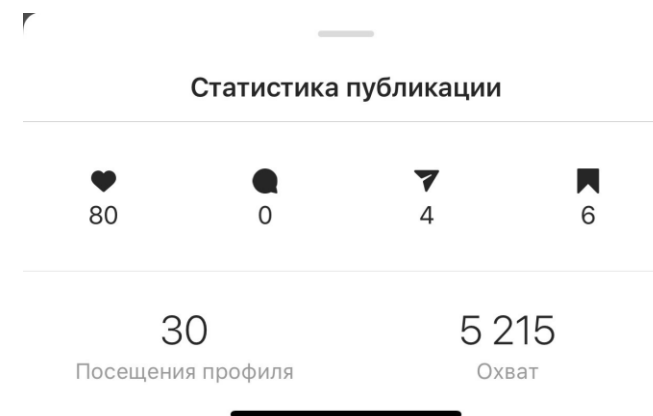 Статистика публикации
80 0 4 6
30 5 215
Посещения профиля Охват